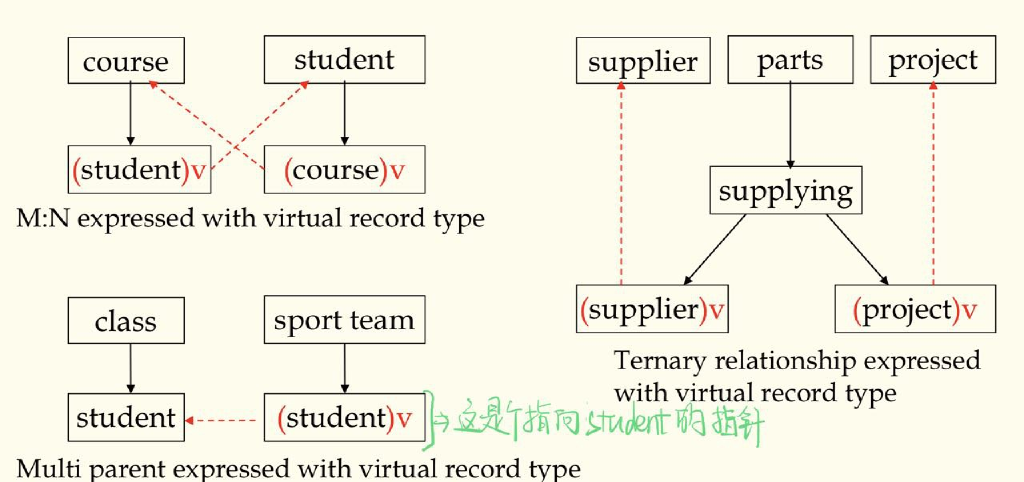 course
student
(student)v
(course)v
M:N expressed with virtual record type
class
sport team
student
(student)v
→这是个指向student的指针
Multi parent expressed with virtual record type
supplier
parts
project
supplying
(supplier)v
(project)v
Ternary relationship expressed
with virtual record type